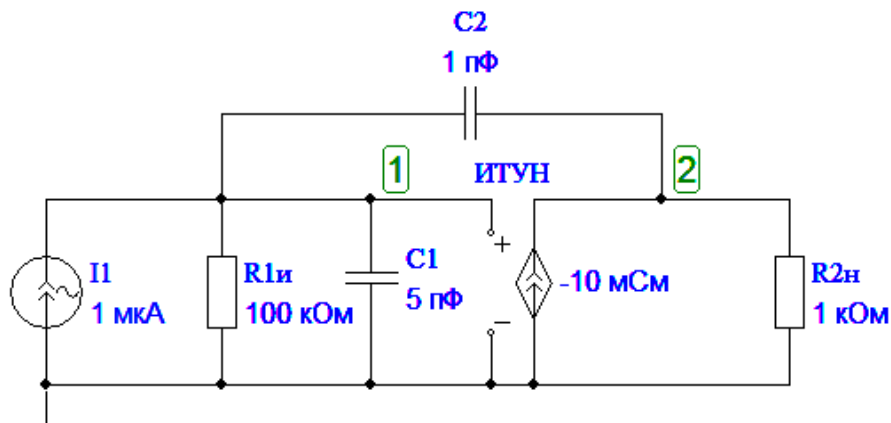 C2
1 пФ
1
ИТУН
2
I1
1 мкА
R1и
100 кОм
C1
5 пФ
+
−
-10 мСм
R2н
1 кОм